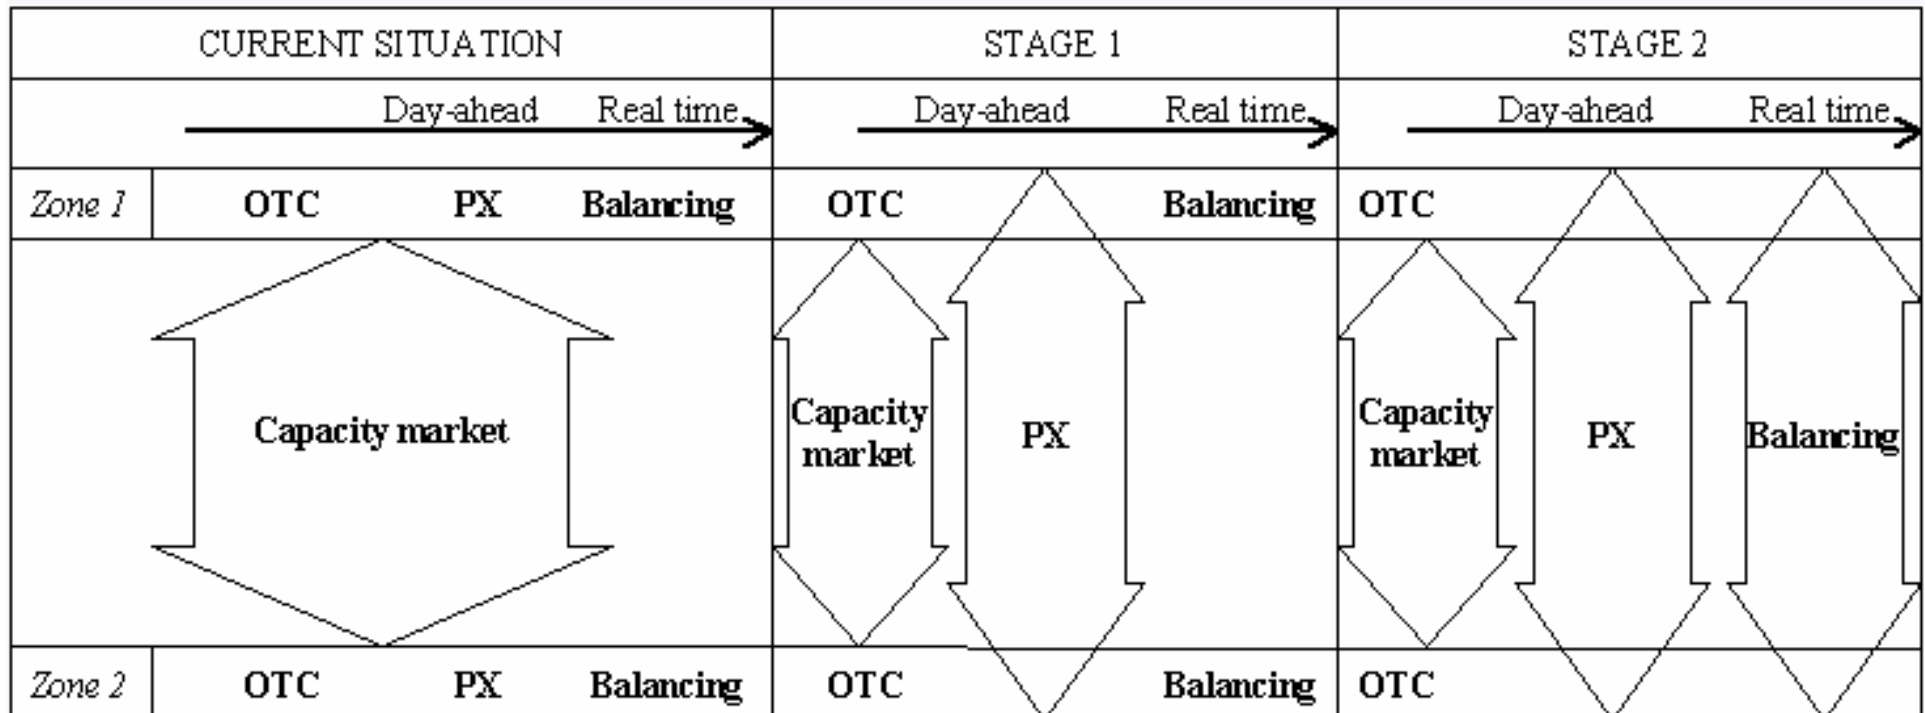 CURRENT SITUATION STAGE 1 STAGE 2
Day-ahead Real time Day-ahead Real time Day-ahead Real time
Zone 1 OTC PX Balancing OTC Balancing OTC
Capacity market
Capacity
market
PX
Capacity
market
PX
Balancing
Zone 2 OTC PX Balancing OTC Balancing OTC